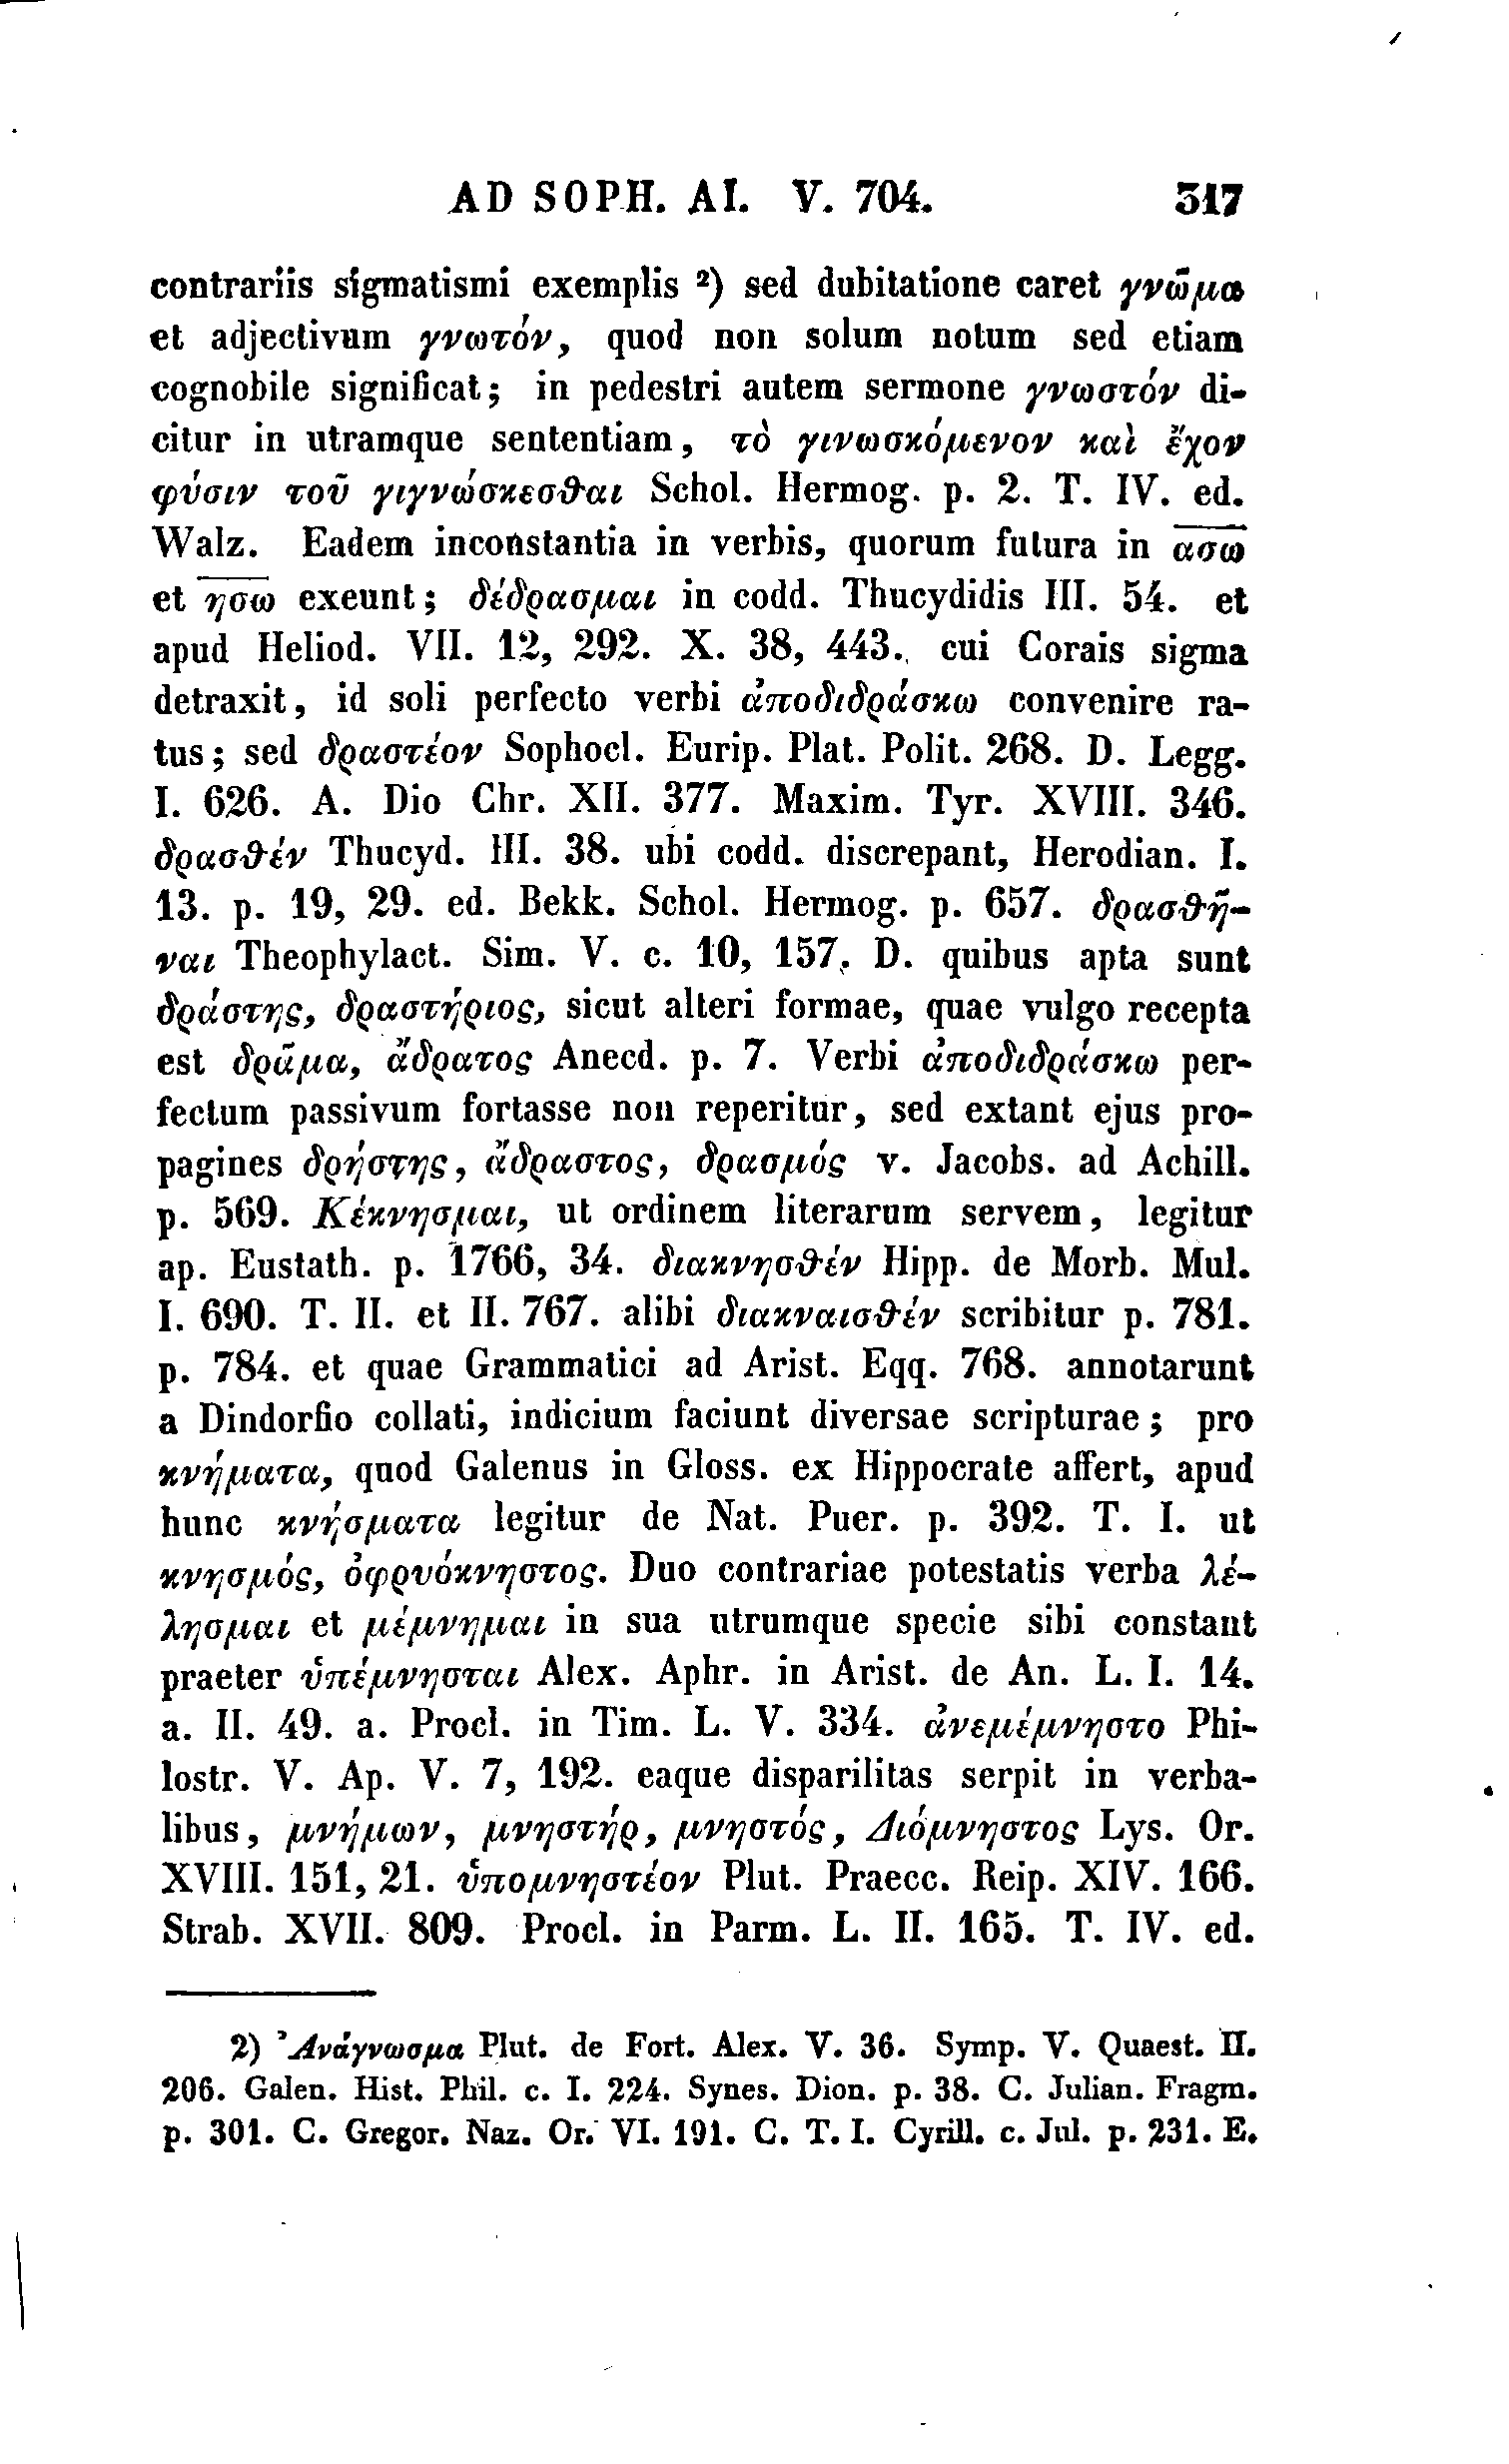 AD SOPH. AI. V. 704. 317
contrariis sigmatismi exemplis ²) sed dubitatione caret γνῶμα
et adjectivum γνωτόν, quod non solum notum sed etiam
cognobile significat; in pedestri autem sermone γνωστόν di-
citur in utramque sententiam, τὸ γινωσκόμενον καὶ ἔχον
φύσιν τοῦ γιγνώσκεσθαι Schol. Hermog. p. 2. T. IV. ed.
Walz. Eadem inconstantia in verbis, quorum futura in ασω
et ησω exeunt; δέδρασμαι in codd. Thucydidis III. 54. et
apud Heliod. VII. 12, 292. X. 38, 443., cui Corais sigma
detraxit, id soli perfecto verbi ἀποδιδράσκω convenire ra-
tus; sed δραστέον Sophocl. Eurip. Plat. Polit. 268. D. Legg.
I. 626. A. Dio Chr. XII. 377. Maxim. Tyr. XVIII. 346.
δρασθέν Thucyd. III. 38. ubi codd. discrepant, Herodian. I.
13. p. 19, 29. ed. Bekk. Schol. Hermog. p. 657. δρασθῆ-
ναι Theophylact. Sim. V. c. 10, 157. D. quibus apta sunt
δράστης, δραστήριος, sicut alteri formae, quae vulgo recepta
est δρᾶμα, ἄδρατος Anecd. p. 7. Verbi ἀποδιδράσκω per-
fectum passivum fortasse non reperitur, sed extant ejus pro-
pagines δρήστης, ἄδραστος, δρασμός v. Jacobs. ad Achill.
p. 569. Κέκνησμαι, ut ordinem literarum servem, legitur
ap. Eustath. p. 1766, 34. διακνησθέν Hipp. de Morb. Mul.
I. 690. T. II. et II. 767. alibi διακναισθέν scribitur p. 781.
p. 784. et quae Grammatici ad Arist. Eqq. 768. annotarunt
a Dindorfio collati, indicium faciunt diversae scripturae; pro
κνήματα, quod Galenus in Gloss. ex Hippocrate affert, apud
hunc κνήσματα legitur de Nat. Puer. p. 392. T. I. ut
κνησμός, ὀφρυόκνηστος. Duo contrariae potestatis verba λέ-
λησμαι et μέμνημαι in sua utrumque specie sibi constant
praeter ὑπέμνησται Alex. Aphr. in Arist. de An. L. I. 14.
a. II. 49. a. Procl. in Tim. L. V. 334. ἀνεμέμνηστο Phi-
lostr. V. Ap. V. 7, 192. eaque disparilitas serpit in verba-
libus, μνήμων, μνηστήρ, μνηστός, Διόμνηστος Lys. Or.
XVIII. 151, 21. ὑπομνηστέον Plut. Praecc. Reip. XIV. 166.
Strab. XVII. 809. Procl. in Parm. L. II. 165. T. IV. ed.
2) Ἀνάγνωσμα Plut. de Fort. Alex. V. 36. Symp. V. Quaest. II.
206. Galen. Hist. Phil. c. I. 224. Synes. Dion. p. 38. C. Julian. Fragm.
p. 301. C. Gregor. Naz. Or. VI. 191. C. T. I. Cyrill. c. Jul. p. 231. E.